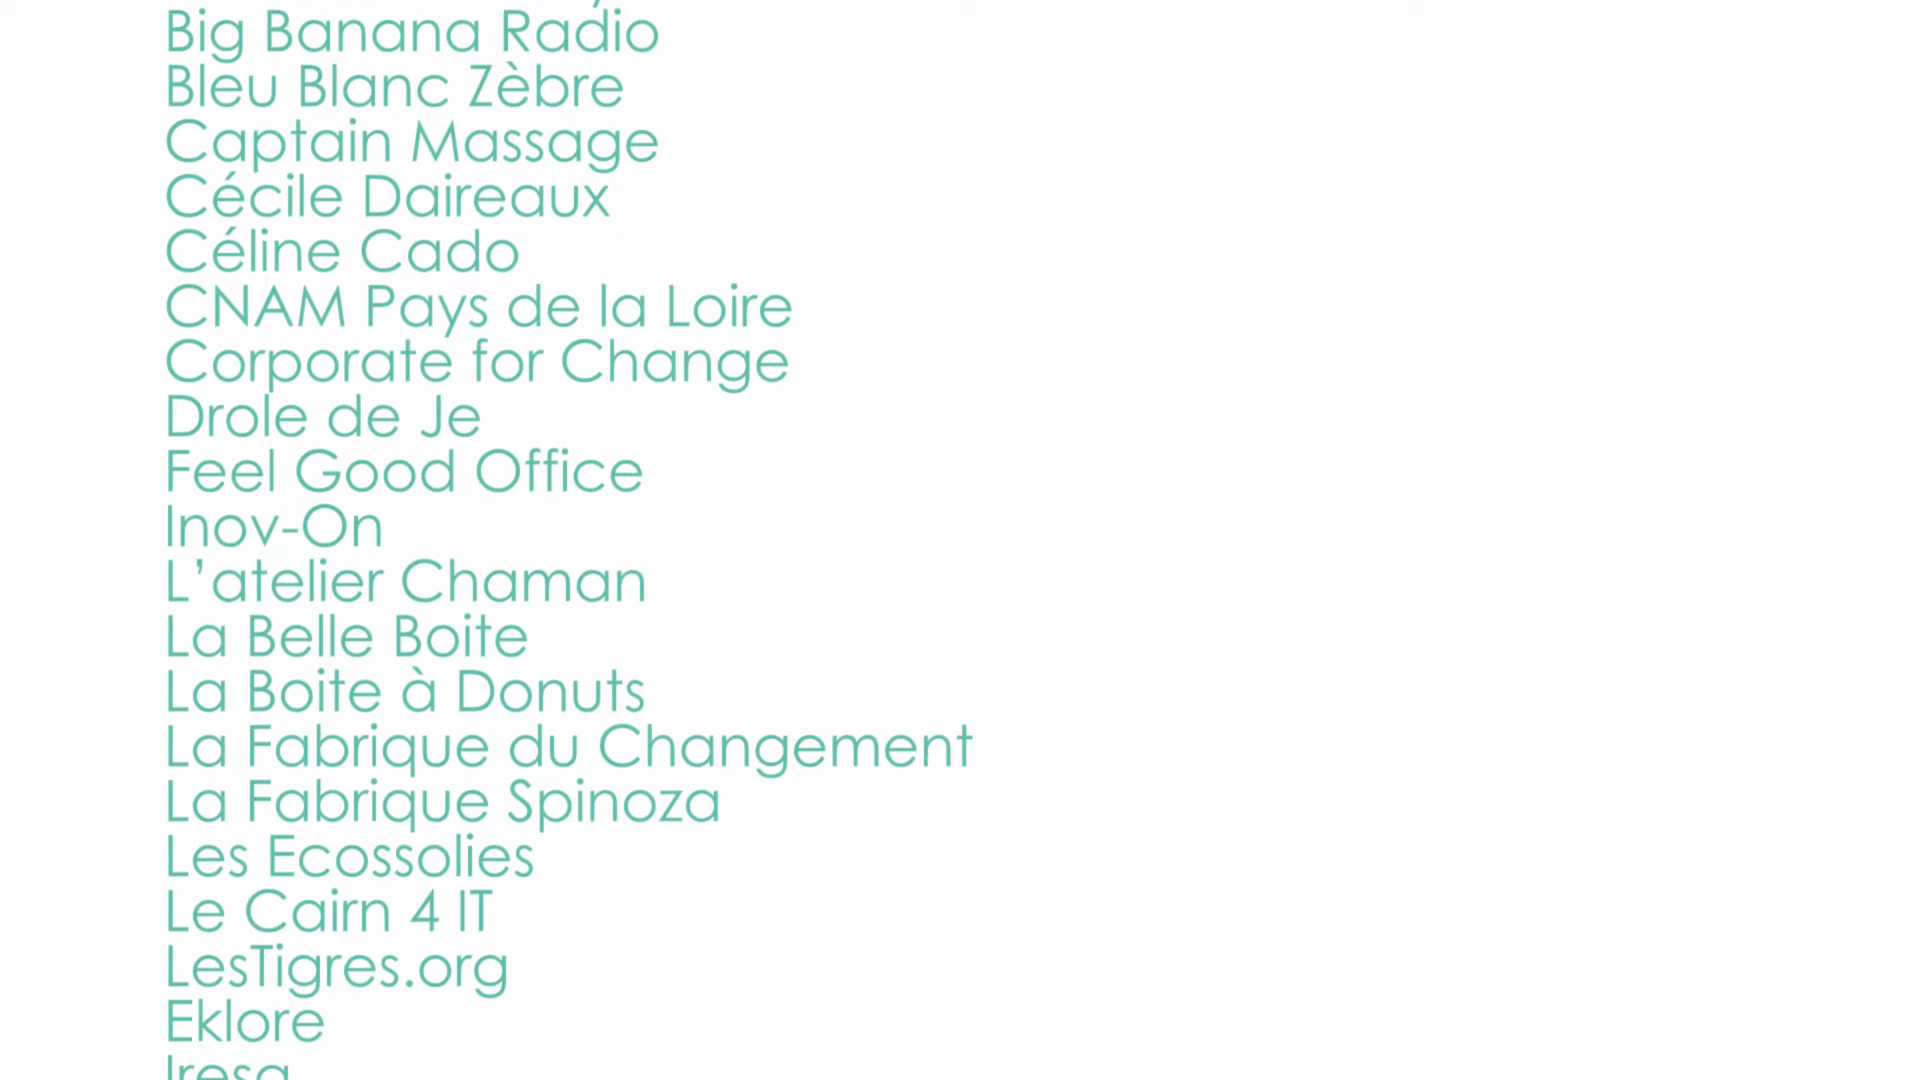 Big Banana Radio
Bleu Blanc Zèbre
Captain Massage
Cécile Daireaux
Céline Cado
CNAM Pays de la Loire
Corporate for Change
Drole de Je
Feel Good Office
Inov-On
L’atelier Chaman
La Belle Boite
La Boite à Donuts
La Fabrique du Changement
La Fabrique Spinoza
Les Ecossolies
Le Cairn 4 IT
LesTigres.org
Eklore